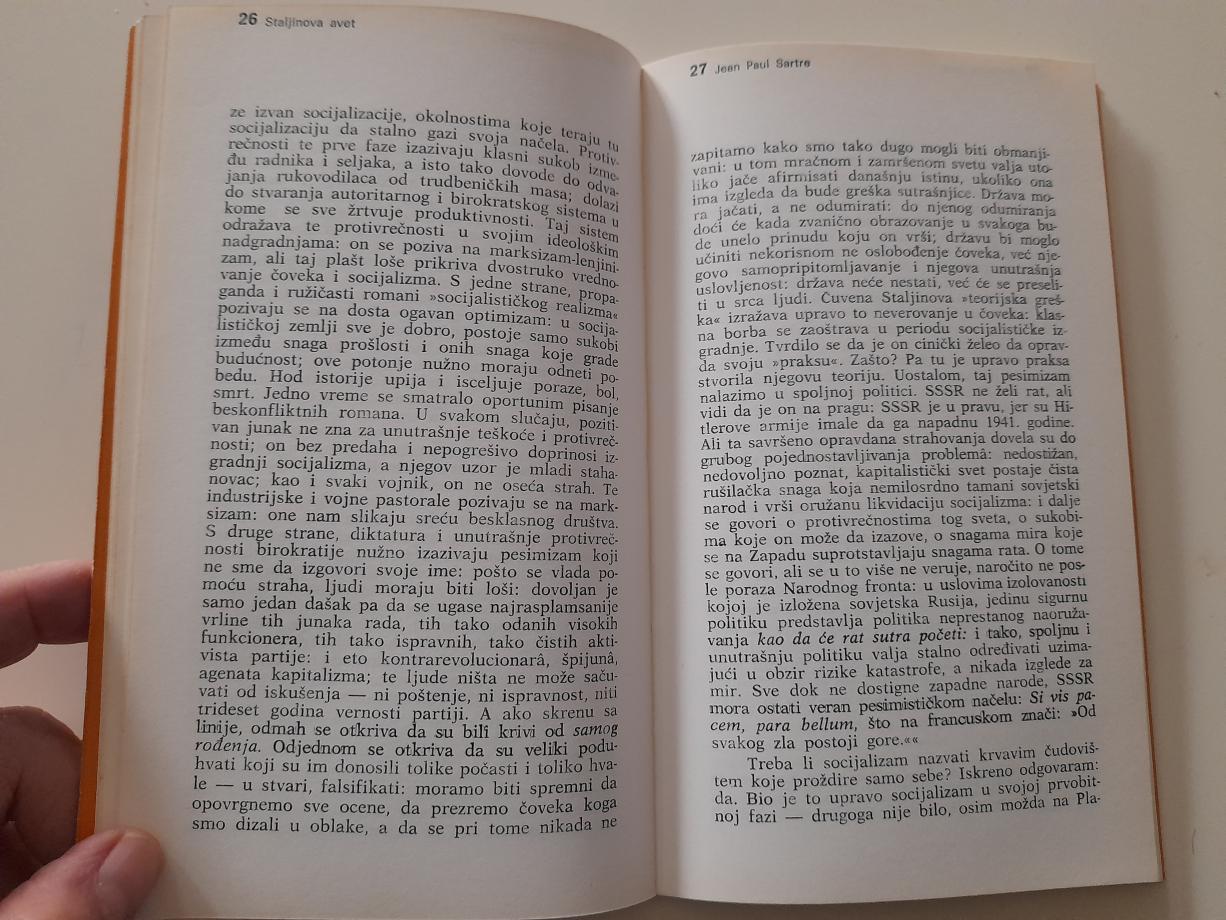 26 Staljinova avet
ze izvan socijalizacije, okolnostima koje teraju tu
socijalizaciju da stalno gazi svoja načela. Protiv-
rečnosti te prve faze izazivaju klasni sukob izme-
đu radnika i seljaka, a isto tako dovode do odva-
janja rukovodilaca od trudbeničkih masa; dolazi
do stvaranja autoritarnog i birokratskog sistema u
kome se sve žrtvuje produktivnosti. Taj sistem
odražava te protivrečnosti u svojim ideološkim
nadgradnjama: on se poziva na marksizam-lenjini-
zam, ali taj plašt loše prikriva dvostruko vredno-
vanje čoveka i socijalizma. S jedne strane, propa-
ganda i ružičasti romani »socijalističkog realizma«
pozivaju se na dosta ogavan optimizam: u socija-
lističkoj zemlji sve je dobro, postoje samo sukobi
između snaga prošlosti i onih snaga koje grade
budućnost; ove potonje nužno moraju odneti po-
bedu. Hod istorije upija i isceljuje poraze, bol,
smrt. Jedno vreme se smatralo oportunim pisanje
beskonfliktnih romana. U svakom slučaju, poziti-
van junak ne zna za unutrašnje teškoće i protivreč-
nosti; on bez predaha i nepogrešivo doprinosi iz-
gradnji socijalizma, a njegov uzor je mladi staha-
novac; kao i svaki vojnik, on ne oseća strah. Te
industrijske i vojne pastorale pozivaju se na mark-
sizam: one nam slikaju sreću besklasnog društva.
S druge strane, diktatura i unutrašnje protivreč-
nosti birokratije nužno izazivaju pesimizam koji
ne sme da izgovori svoje ime: pošto se vlada po-
moću straha, ljudi moraju biti loši: dovoljan je
samo jedan dašak pa da se ugase najrasplamsanije
vrline tih junaka rada, tih tako odanih visokih
funkcionera, tih tako ispravnih, tako čistih akti-
vista partije: i eto kontrarevolucionarâ, špijunâ,
agenata kapitalizma; te ljude ništa ne može saču-
vati od iskušenja — ni poštenje, ni ispravnost, niti
trideset godina vernosti partiji. A ako skrenu sa
linije, odmah se otkriva da su bili krivi od samog
rođenja. Odjednom se otkriva da su veliki podu-
hvati koji su im donosili tolike počasti i toliko hva-
le — u stvari, falsifikati: moramo biti spremni da
opovrgnemo sve ocene, da prezremo čoveka koga
smo dizali u oblake, a da se pri tome nikada ne
27 Jean Paul Sartre
zapitamo kako smo tako dugo mogli biti obmanji-
vani: u tom mračnom i zamršenom svetu valja uto-
liko jače afirmisati današnju istinu, ukoliko ona
ima izgleda da bude greška sutrašnjice. Država mo-
ra jačati, a ne odumirati: do njenog odumiranja
doći će kada zvanično obrazovanje u svakoga bu-
de unelo prinudu koju on vrši; državu bi moglo
učiniti nekorisnom ne oslobođenje čoveka, već nje-
govo samopripitomljavanje i njegova unutrašnja
uslovljenost: država neće nestati, već će se preseli-
ti u srca ljudi. Čuvena Staljinova »teorijska greš-
ka« izražava upravo to neverovanje u čoveka: klas-
na borba se zaoštrava u periodu socijalističke iz-
gradnje. Tvrdilo se da je on cinički želeo da oprav-
da svoju »praksu«. Zašto? Pa tu je upravo praksa
stvorila njegovu teoriju. Uostalom, taj pesimizam
nalazimo u spoljnoj politici. SSSR ne želi rat, ali
vidi da je on na pragu: SSSR je u pravu, jer su Hi-
tlerove armije imale da ga napadnu 1941. godine.
Ali ta savršeno opravdana strahovanja dovela su do
grubog pojednostavljivanja problemâ: nedostižan,
nedovoljno poznat, kapitalistički svet postaje čista
rušilačka snaga koja nemilosrdno tamani sovjetski
narod i vrši oružanu likvidaciju socijalizma: i dalje
se govori o protivrečnostima tog sveta, o sukobi-
ma koje on može da izazove, o snagama mira koje
se na Zapadu suprotstavljaju snagama rata. O tome
se govori, ali se u to više ne veruje, naročito ne pos-
le poraza Narodnog fronta: u uslovima izolovanosti
kojoj je izložena sovjetska Rusija, jedinu sigurnu
politiku predstavlja politika neprestanog naoruža-
vanja kao da će rat sutra početi: i tako, spoljnu i
unutrašnju politiku valja stalno određivati uzima-
jući u obzir rizike katastrofe, a nikada izglede za
mir. Sve dok ne dostigne zapadne narode, SSSR
mora ostati veran pesimističkom načelu: Si vis pa-
cem, para bellum, što na francuskom znači: »Od
svakog zla postoji gore.««
Treba li socijalizam nazvati krvavim čudoviš-
tem koje proždire samo sebe? Iskreno odgovaram:
da. Bio je to upravo socijalizam u svojoj prvobit-
noj fazi — drugoga nije bilo, osim možda na Pla-